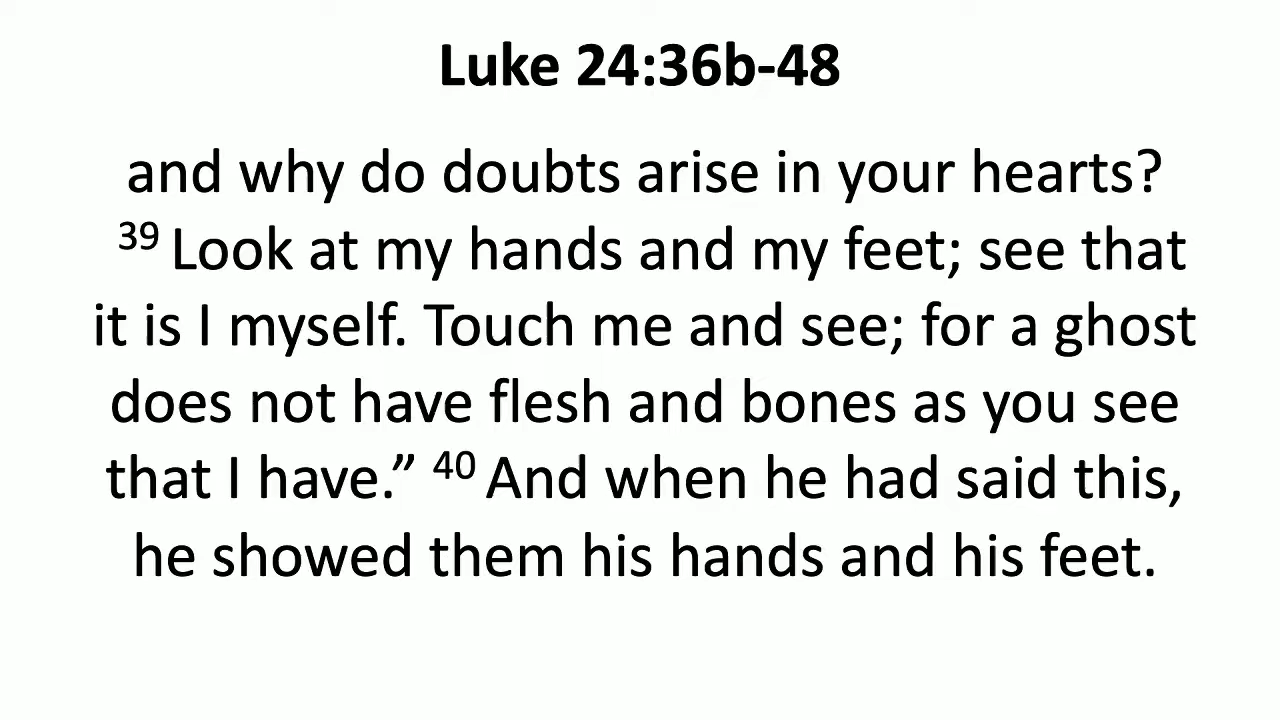 Luke 24:36b-48
and why do doubts arise in your hearts?
39 Look at my hands and my feet; see that
it is I myself. Touch me and see; for a ghost
does not have flesh and bones as you see
that I have.” 40 And when he had said this,
he showed them his hands and his feet.